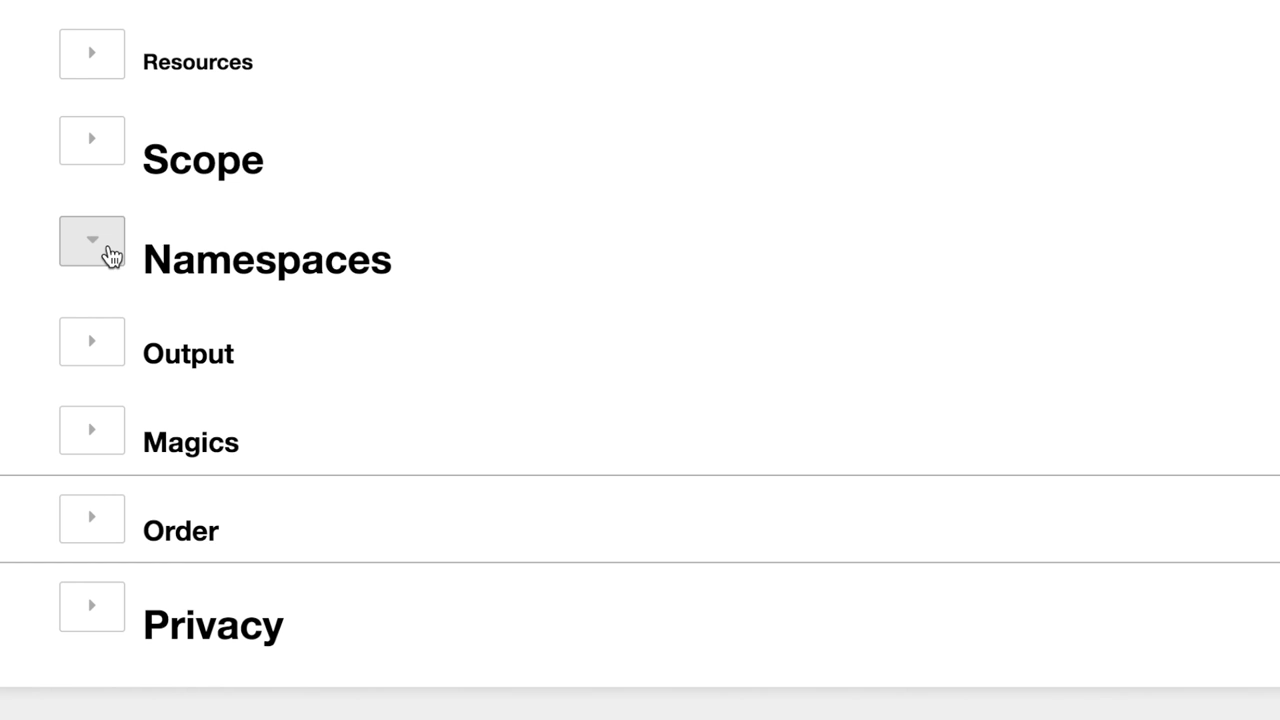 Resources
Scope
Namespaces
Output
Magics
Order
Privacy